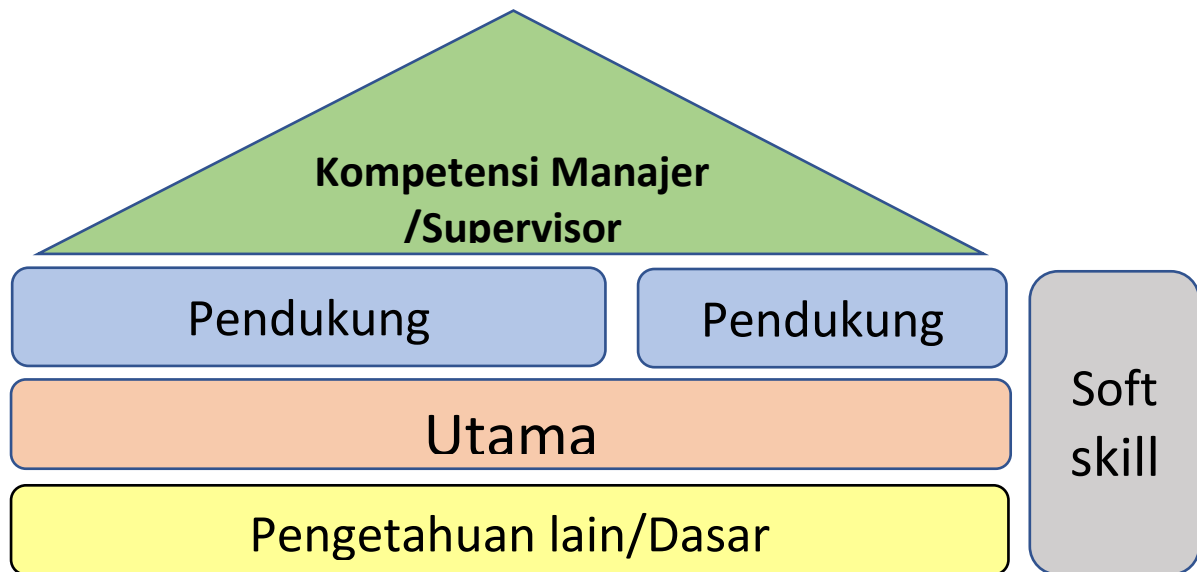 Kompetensi Manajer
/Supervisor
Pendukung
Pendukung
Utama
Soft
skill
Pengetahuan lain/Dasar